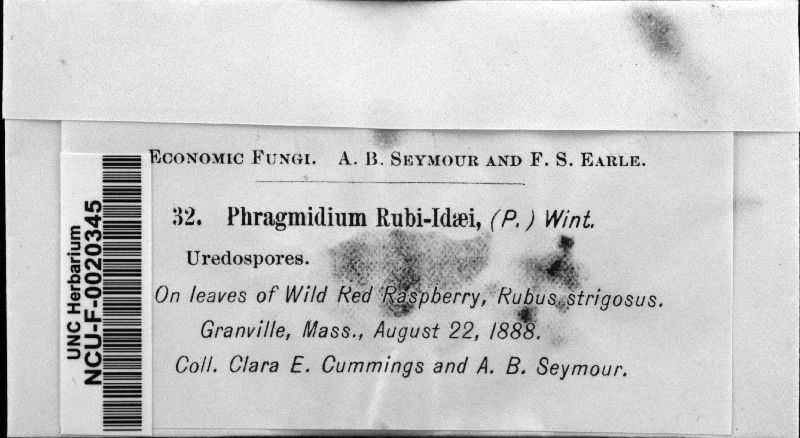 ECONOMIC FUNGI. A. B. SEYMOUR AND F. S. EARLE.
32. Phragmidium Rubi-Idæi, (P.) Wint.
Uredospores.
On leaves of Wild Red Raspberry, Rubus strigosus.
Granville, Mass., August 22, 1888.
Coll. Clara E. Cummings and A. B. Seymour.
UNC Herbarium
NCU-F-0020345